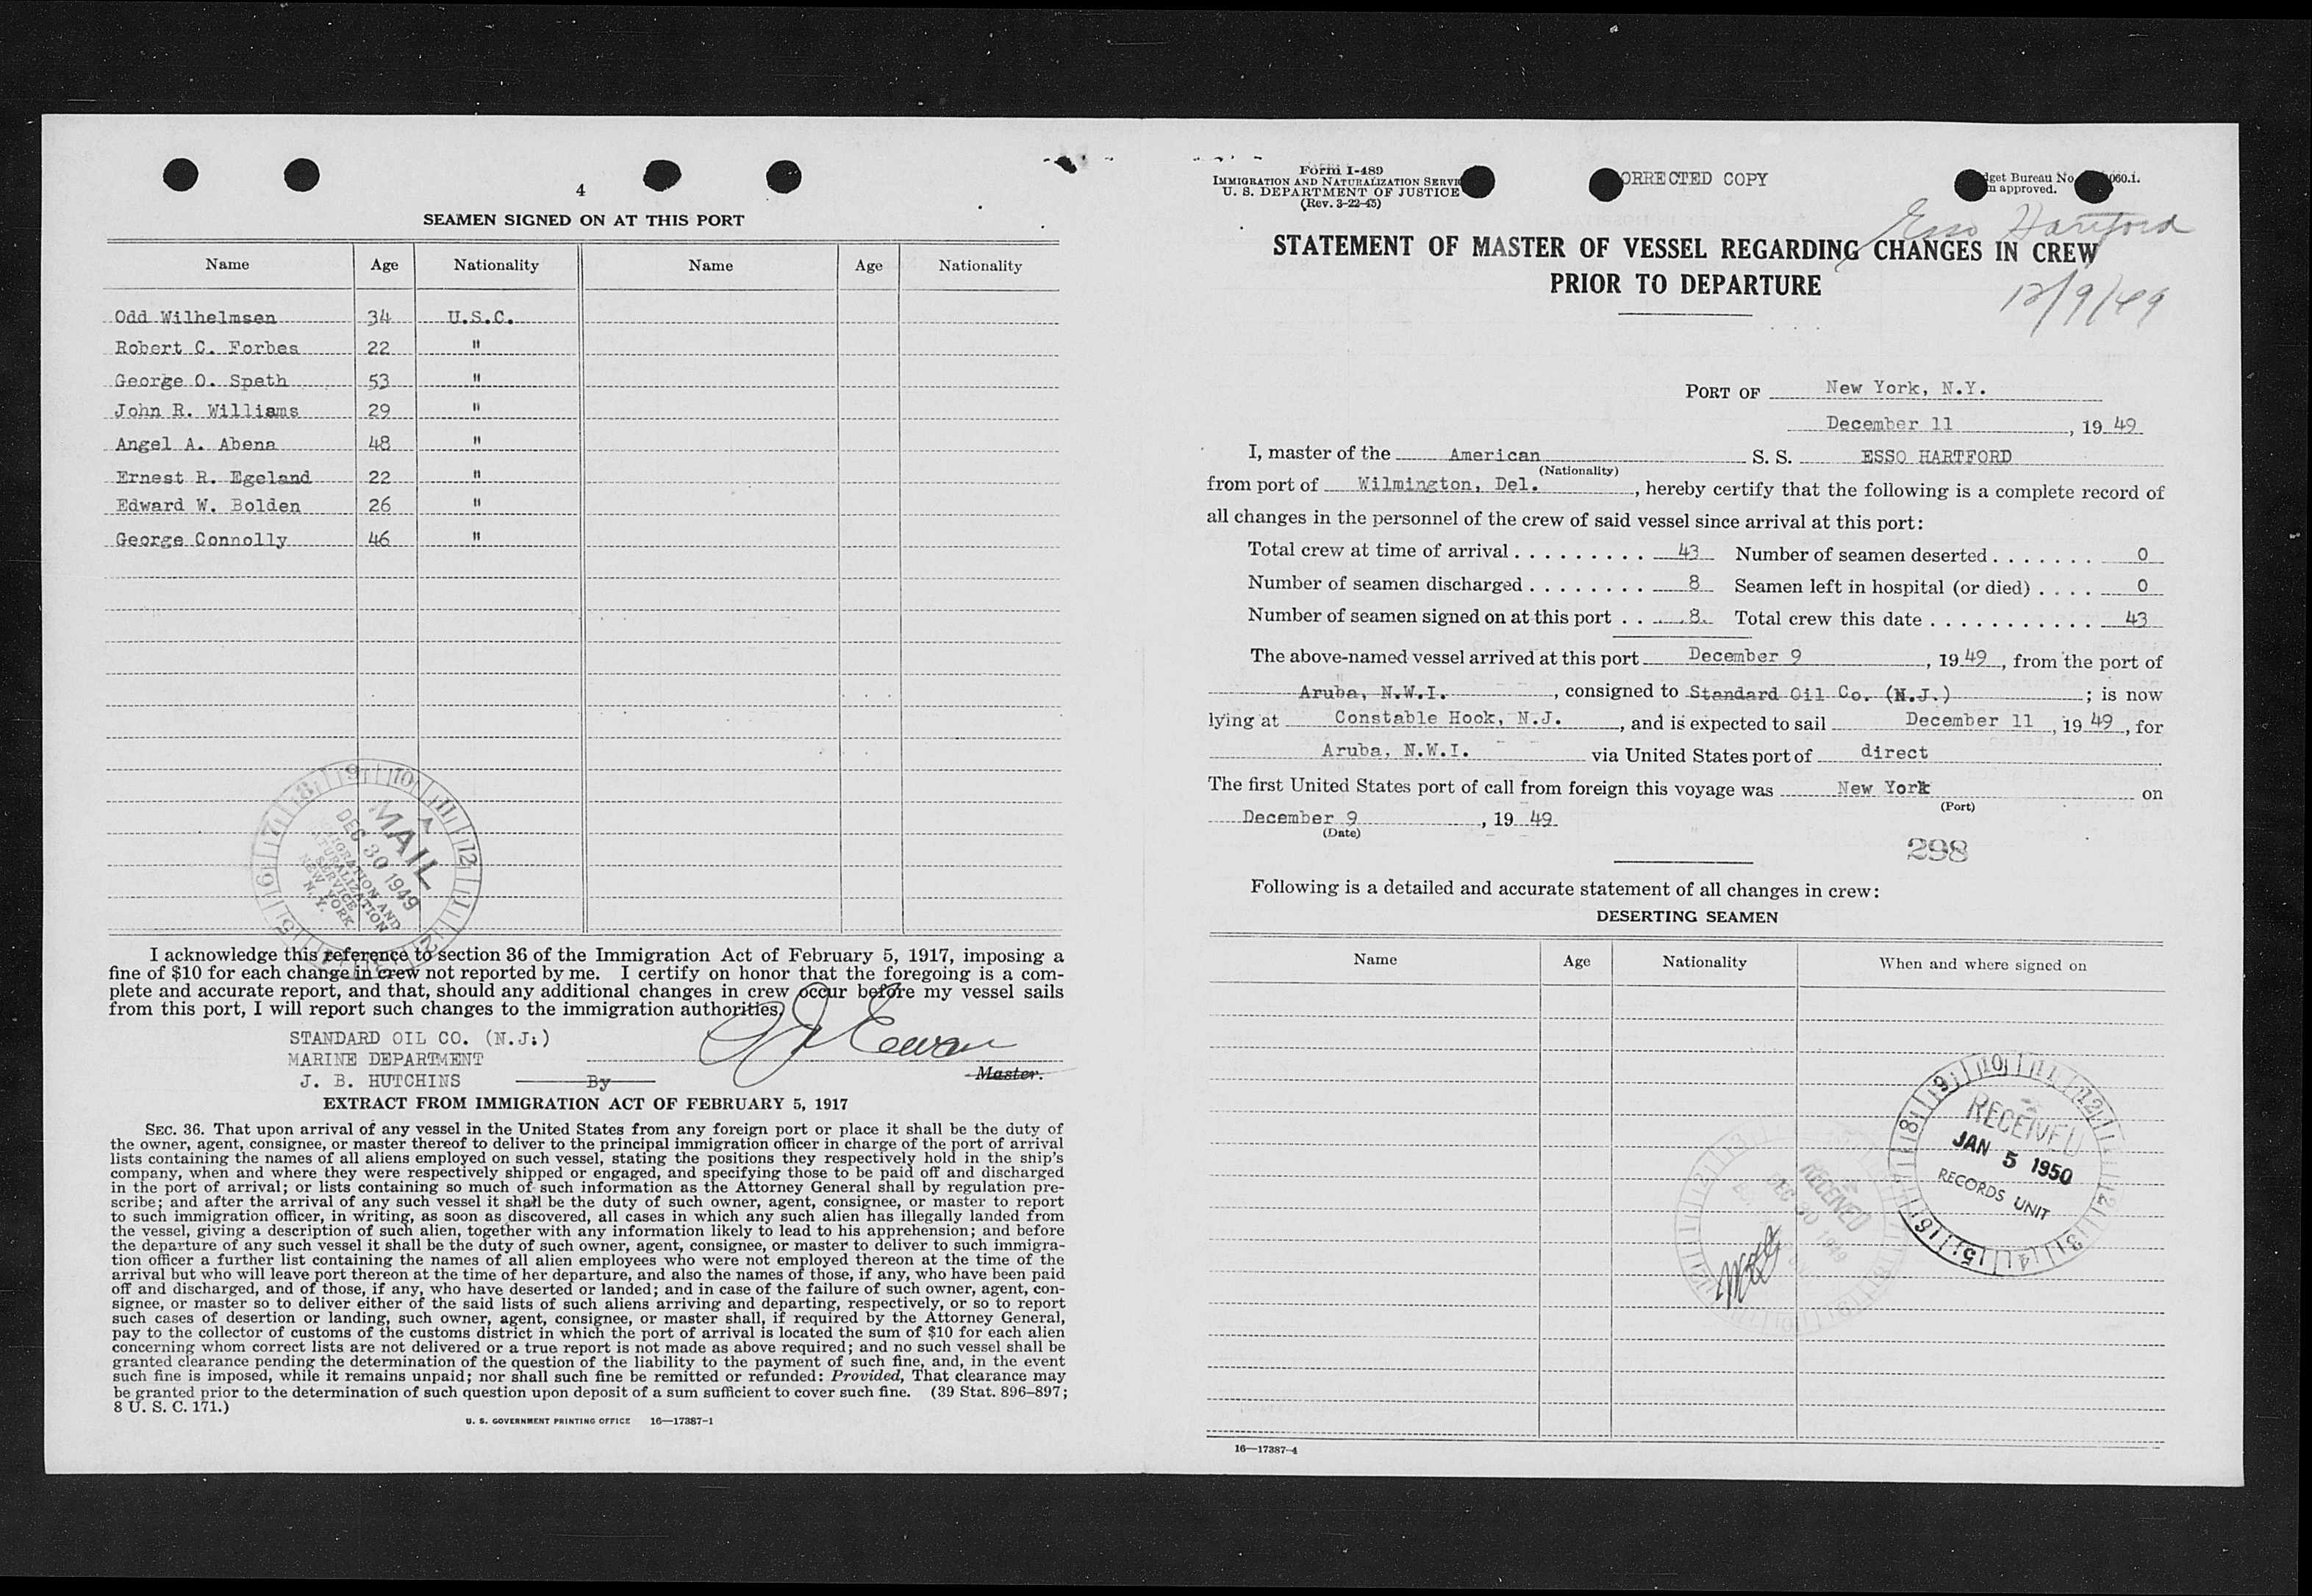 4
SEAMEN SIGNED ON AT THIS PORT
Name Age Nationality Name Age Nationality
Odd Wilhelmsen 34 U.S.C.
Robert C. Forbes 22 "
George O. Speth 53 "
John R. Williams 29 "
Angel A. Abena 48 "
Ernest R. Egeland 22 "
Edward W. Bolden 26 "
George Connolly 46 "
MAIL
DEC 30 1949
IMMIGRATION AND
NATURALIZATION
SERVICE
NEW YORK
N. Y.
I acknowledge this reference to section 36 of the Immigration Act of February 5, 1917, imposing a
fine of $10 for each change in crew not reported by me. I certify on honor that the foregoing is a com-
plete and accurate report, and that, should any additional changes in crew occur before my vessel sails
from this port, I will report such changes to the immigration authorities.
STANDARD OIL CO. (N.J.)
MARINE DEPARTMENT
J. B. HUTCHINS By Master.
EXTRACT FROM IMMIGRATION ACT OF FEBRUARY 5, 1917
SEC. 36. That upon arrival of any vessel in the United States from any foreign port or place it shall be the duty of
the owner, agent, consignee, or master thereof to deliver to the principal immigration officer in charge of the port of arrival
lists containing the names of all aliens employed on such vessel, stating the positions they respectively hold in the ship's
company, when and where they were respectively shipped or engaged, and specifying those to be paid off and discharged
in the port of arrival; or lists containing so much of such information as the Attorney General shall by regulation pre-
scribe; and after the arrival of any such vessel it shall be the duty of such owner, agent, consignee, or master to report
to such immigration officer, in writing, as soon as discovered, all cases in which any such alien has illegally landed from
the vessel, giving a description of such alien, together with any information likely to lead to his apprehension; and before
the departure of any such vessel it shall be the duty of such owner, agent, consignee, or master to deliver to such immigra-
tion officer a further list containing the names of all alien employees who were not employed thereon at the time of the
arrival but who will leave port thereon at the time of her departure, and also the names of those, if any, who have been paid
off and discharged, and of those, if any, who have deserted or landed; and in case of the failure of such owner, agent, con-
signee, or master so to deliver either of the said lists of such aliens arriving and departing, respectively, or so to report
such cases of desertion or landing, such owner, agent, consignee, or master shall, if required by the Attorney General,
pay to the collector of customs of the customs district in which the port of arrival is located the sum of $10 for each alien
concerning whom correct lists are not delivered or a true report is not made as above required; and no such vessel shall be
granted clearance pending the determination of the question of the liability to the payment of such fine, and, in the event
such fine is imposed, while it remains unpaid; nor shall such fine be remitted or refunded: Provided, That clearance may
be granted prior to the determination of such question upon deposit of a sum sufficient to cover such fine. (39 Stat. 896–897;
8 U. S. C. 171.)
U. S. GOVERNMENT PRINTING OFFICE 16—17387-1
Form I-489
IMMIGRATION AND NATURALIZATION SERVI
U. S. DEPARTMENT OF JUSTICE
(Rev. 3-22-45)
ORRECTED COPY
dget Bureau No. 060.1.
m approved.
Esso Hartford
STATEMENT OF MASTER OF VESSEL REGARDING CHANGES IN CREW
PRIOR TO DEPARTURE
12/9/49
PORT OF New York, N.Y.
December 11, 19 49
I, master of the American S. S. ESSO HARTFORD
(Nationality)
from port of Wilmington, Del., hereby certify that the following is a complete record of
all changes in the personnel of the crew of said vessel since arrival at this port:
Total crew at time of arrival . . . . . . . . . 43 Number of seamen deserted . . . . . . . 0
Number of seamen discharged . . . . . . . . 8 Seamen left in hospital (or died) . . . . 0
Number of seamen signed on at this port . . 8 Total crew this date . . . . . . . . . . . . 43
The above-named vessel arrived at this port December 9, 19 49, from the port of
Aruba, N.W.I., consigned to Standard Oil Co. (N.J.); is now
lying at Constable Hook, N.J., and is expected to sail December 11, 19 49, for
Aruba, N.W.I. via United States port of direct
The first United States port of call from foreign this voyage was New York on
(Port)
December 9, 19 49
(Date)
298
Following is a detailed and accurate statement of all changes in crew:
DESERTING SEAMEN
Name Age Nationality When and where signed on
RECEIVED
JAN 5 1950
RECORDS UNIT
RECEIVED
DEC 30 1949
16—17387-4